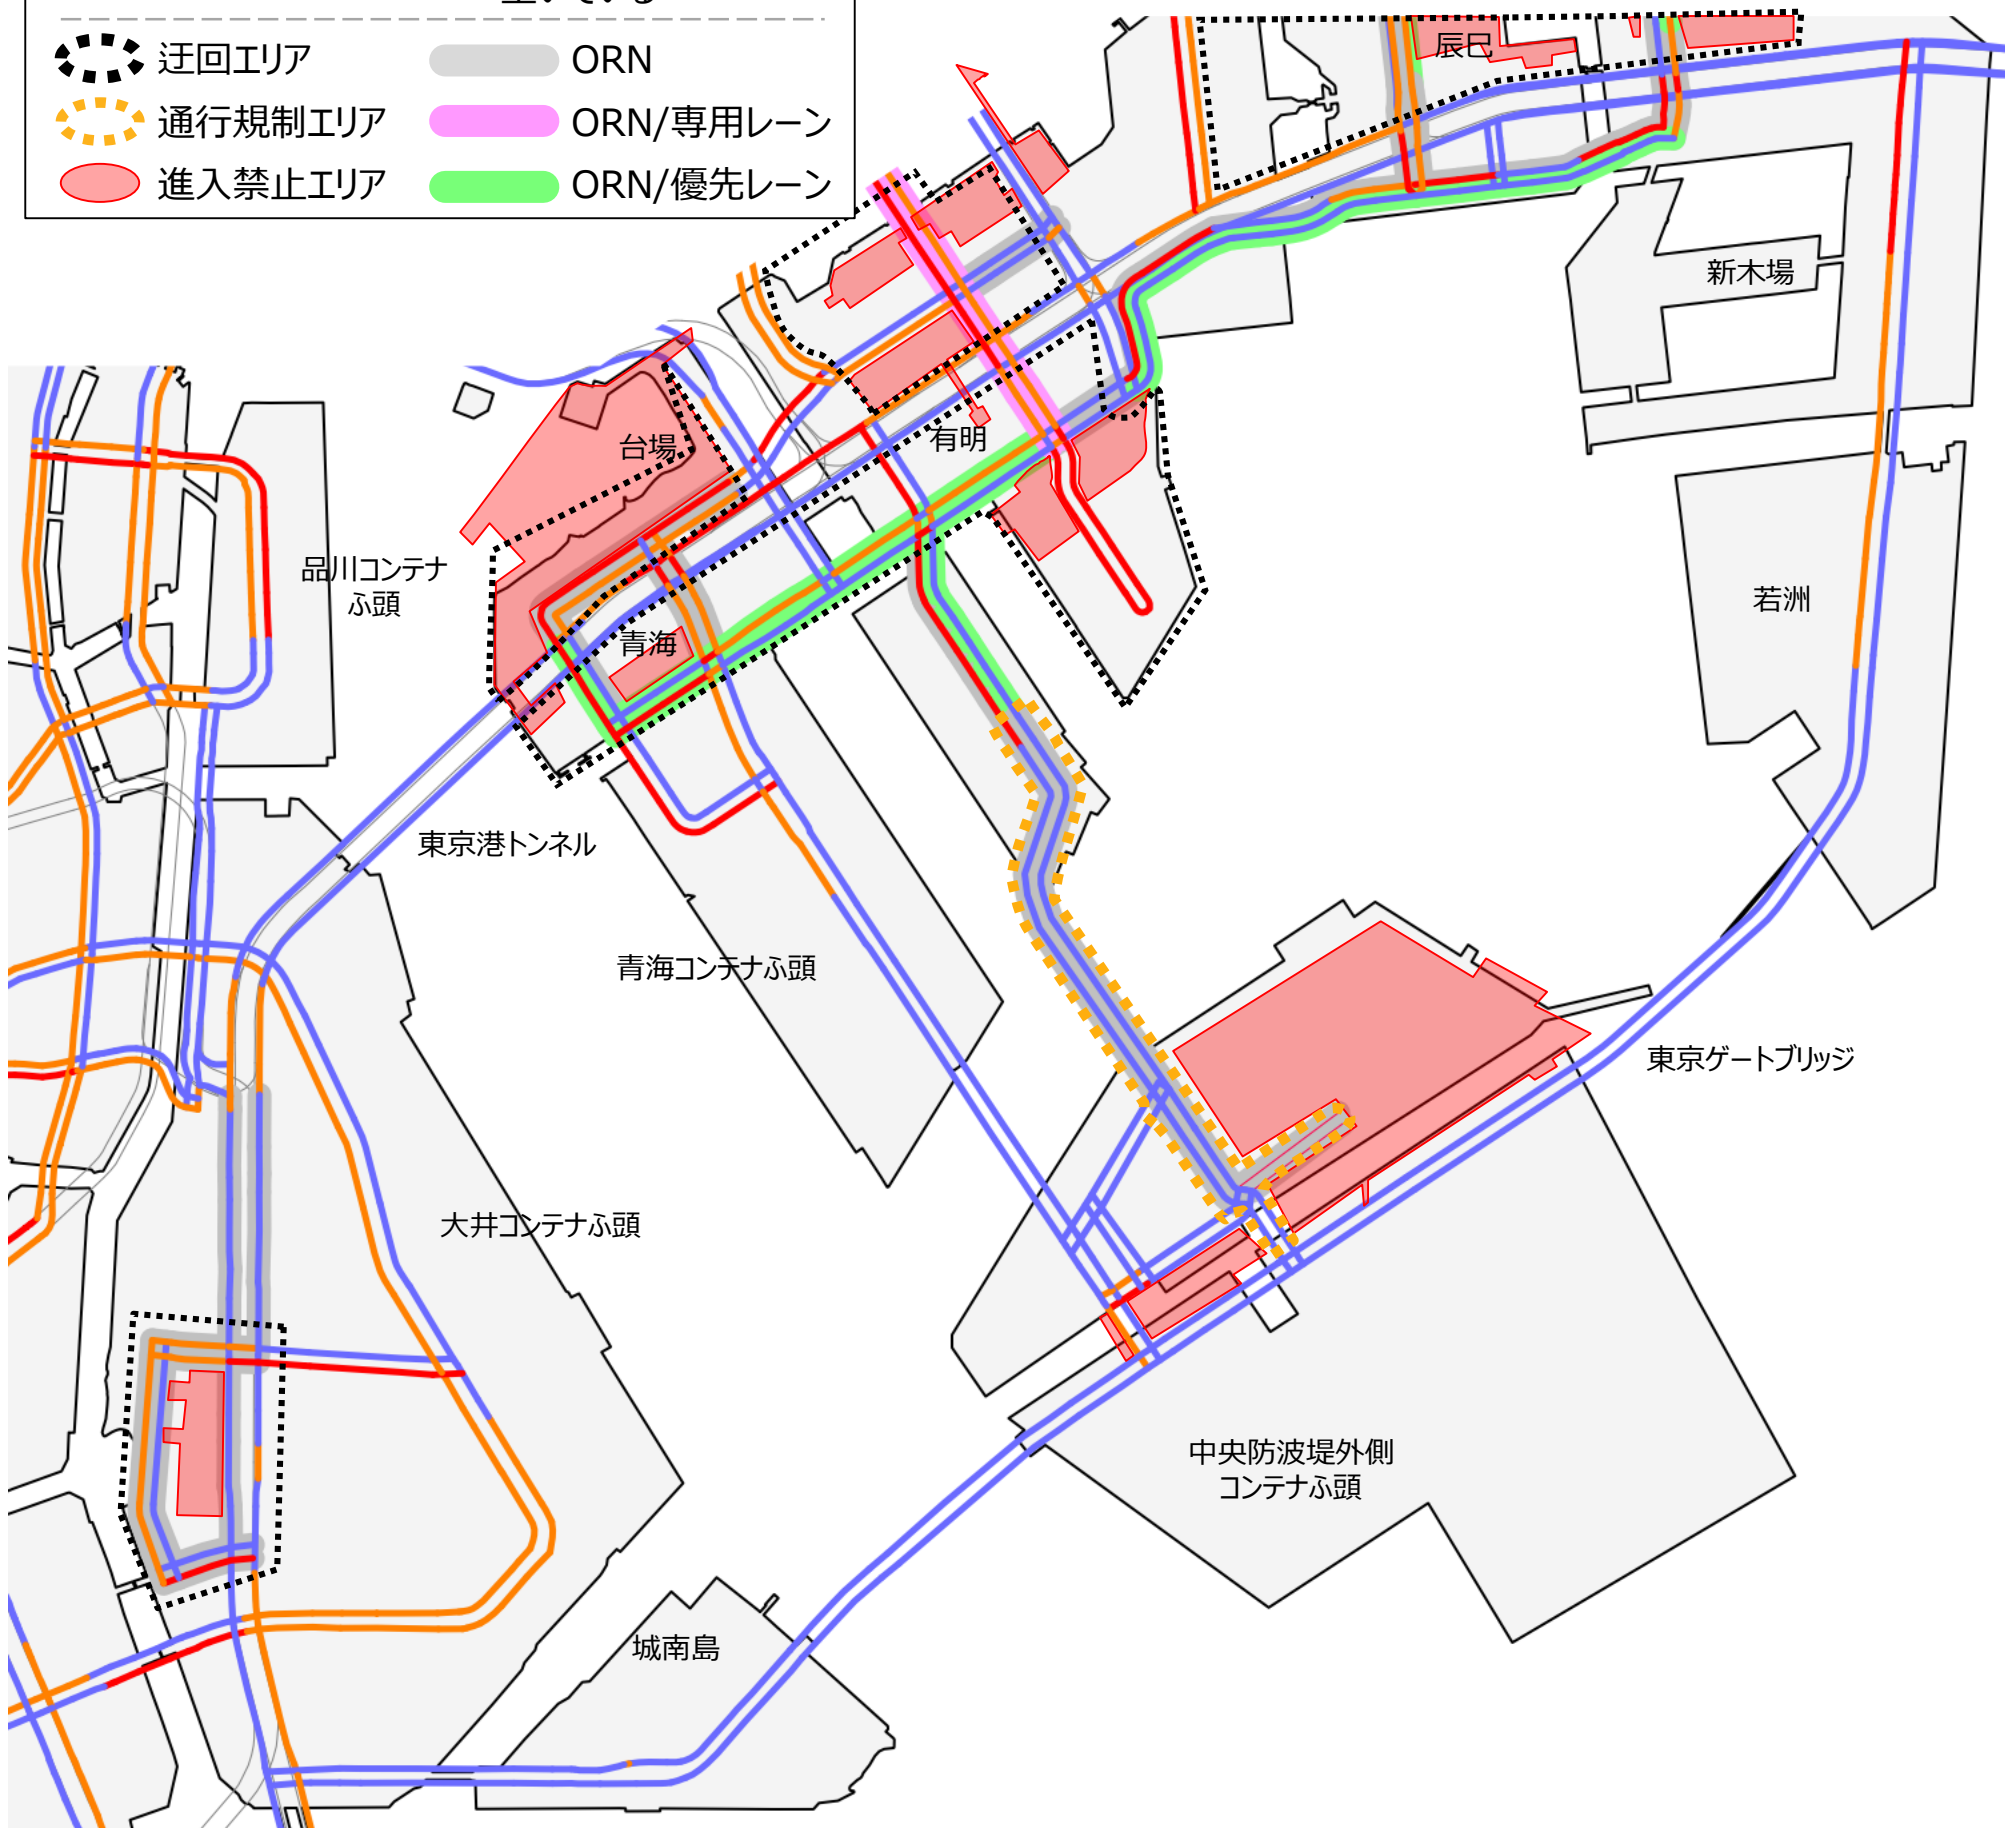 空いている
迂回エリア
ORN
通行規制エリア
ORN/専用レーン
進入禁止エリア
ORN/優先レーン
辰巳
新木場
有明
台場
品川コンテナ
ふ頭
青海
若洲
東京港トンネル
青海コンテナふ頭
東京ゲートブリッジ
大井コンテナふ頭
中央防波堤外側
コンテナふ頭
城南島